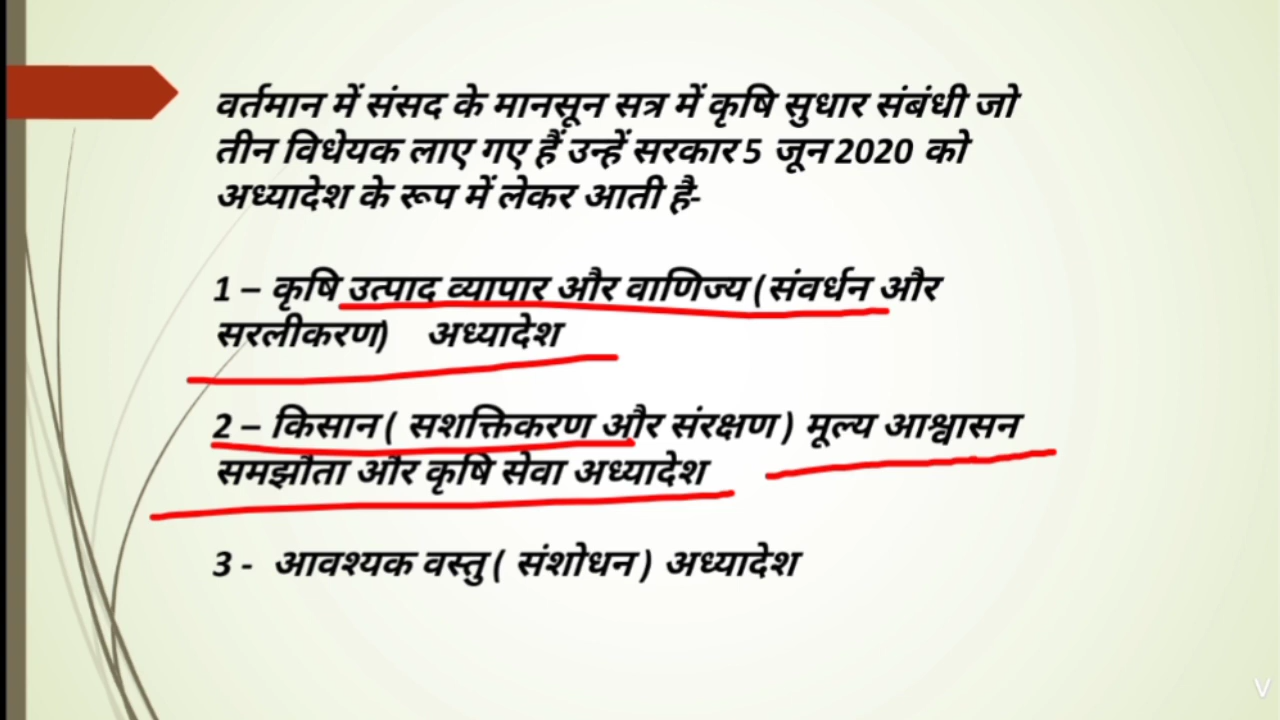 वर्तमान में संसद के मानसून सत्र में कृषि सुधार संबंधी जो
तीन विधेयक लाए गए हैं उन्हें सरकार 5 जून 2020 को
अध्यादेश के रूप में लेकर आती है-
1 – कृषि उत्पाद व्यापार और वाणिज्य (संवर्धन और
सरलीकरण) अध्यादेश
2 – किसान ( सशक्तिकरण और संरक्षण ) मूल्य आश्वासन
समझौता और कृषि सेवा अध्यादेश
3 - आवश्यक वस्तु ( संशोधन ) अध्यादेश
V